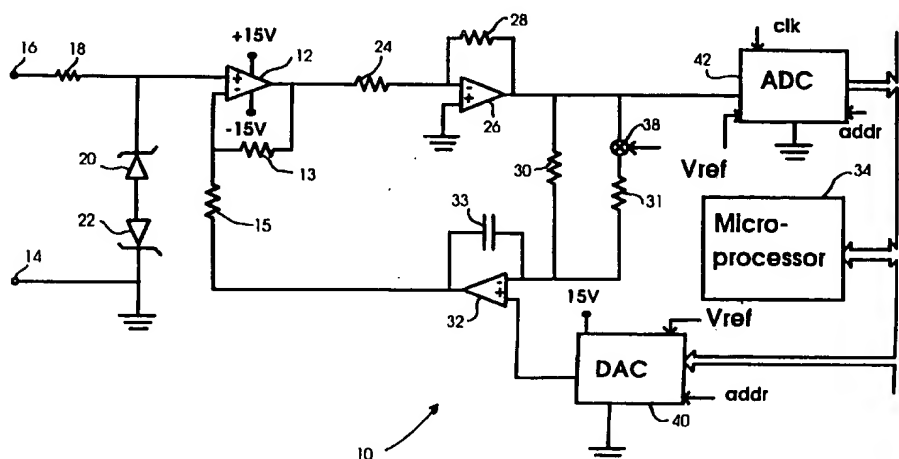 16
18
+15V
12
24
28
clk
42
ADC
+
-
-
+
26
-15V
38
addr
Vref
20
13
30
34
22
15
33
31
Micro-
processor
14
-
+
32
15V
Vref
DAC
addr
40
10